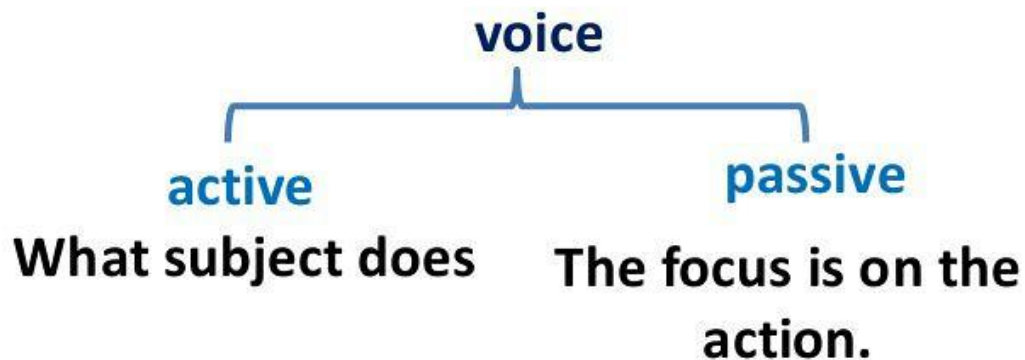 voice
active
passive
What subject does
The focus is on the
action.